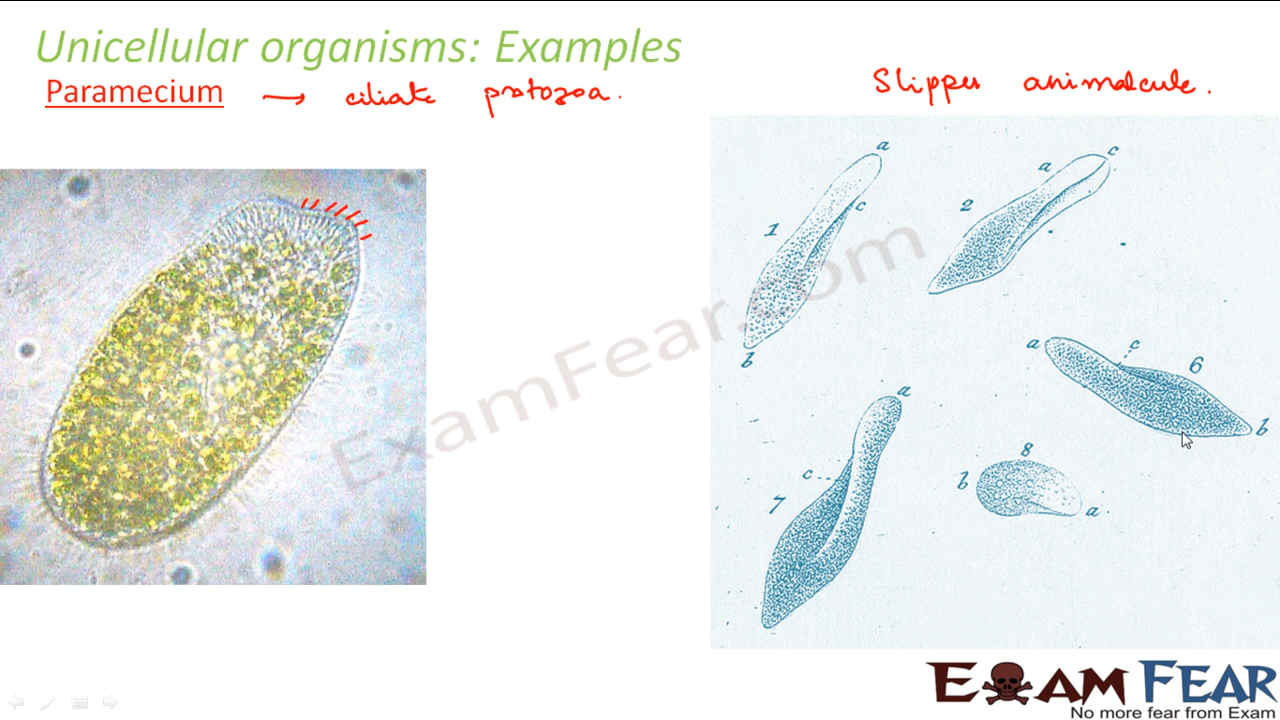 Unicellular organisms: Examples
Paramecium → ciliate protozoa.
Slipper animalcule.
a
c
1
b
a
c
2
a
c
6
b
a
c
7
8
b
a
ExamFear.com
EXAM FEAR
No more fear from Exam